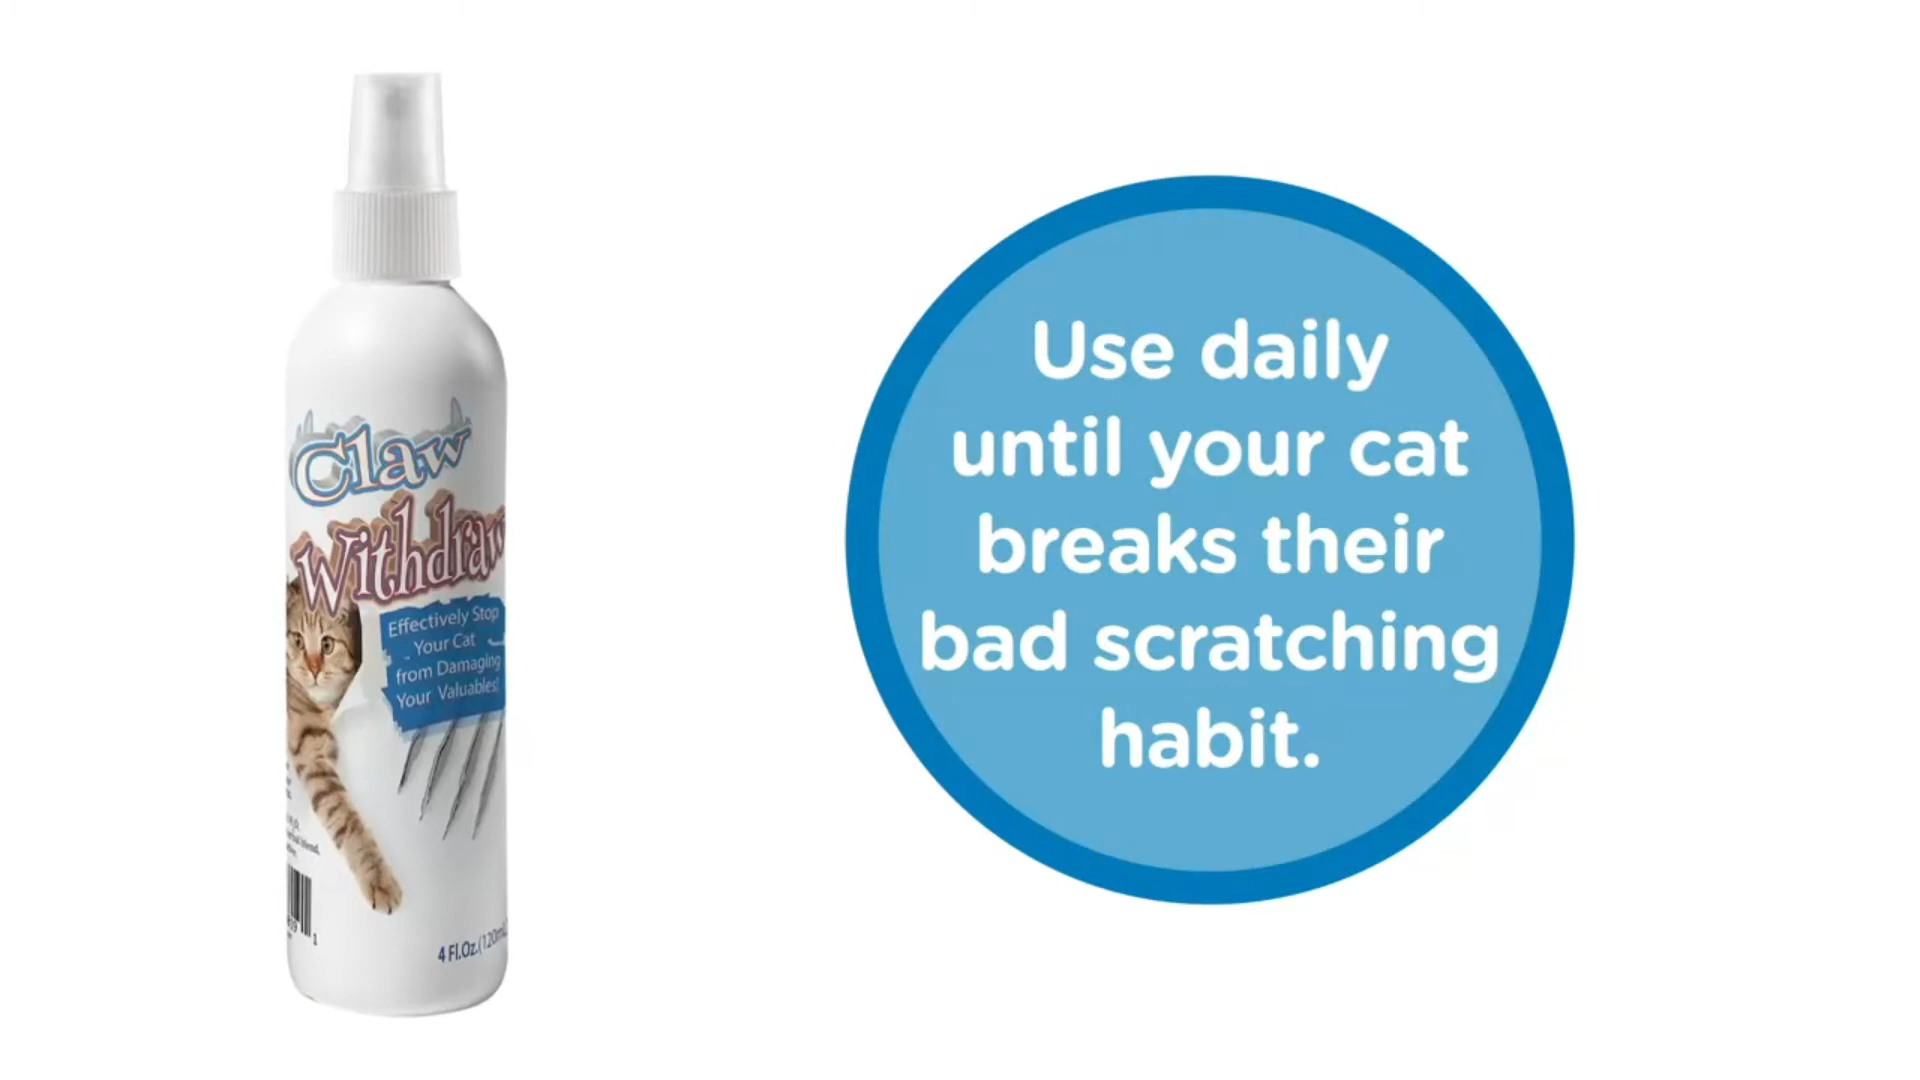 Claw
Withdraw
Effectively Stop
Your Cat
from Damaging
Your Valuables!
4 Fl.Oz.(120mL
Use daily
until your cat
breaks their
bad scratching
habit.